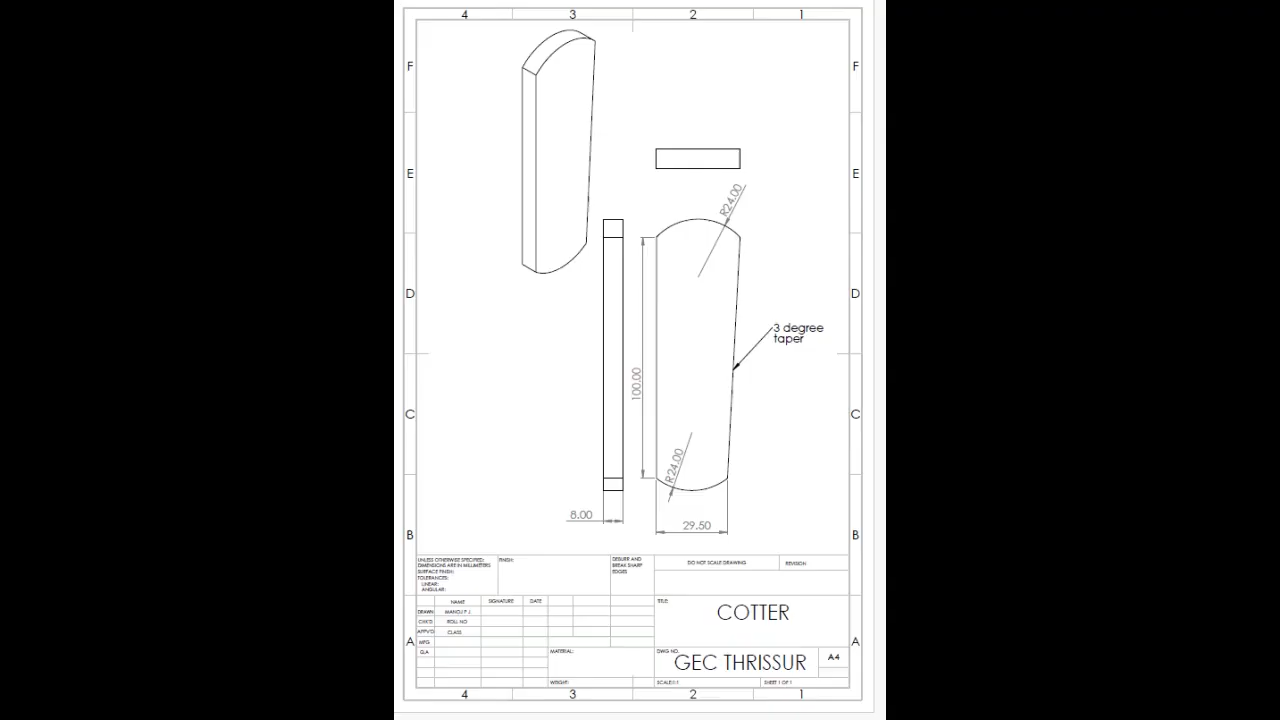 4 3 2 1
F F
E E
R24.00
D D
3 degree
taper
100.00
C C
R24.00
8.00
29.50
B B
UNLESS OTHERWISE SPECIFIED:
DIMENSIONS ARE IN MILLIMETERS
SURFACE FINISH:
TOLERANCES:
LINEAR:
ANGULAR:
FINISH:
DEBURR AND
BREAK SHARP
EDGES
DO NOT SCALE DRAWING
REVISION
NAME SIGNATURE DATE
DRAWN MANOJ P J
CHK'D ROLL NO
APPV'D CLASS
MFG
Q.A
TITLE:
COTTER
A A
MATERIAL:
DWG NO.
GEC THRISSUR
A4
WEIGHT:
SCALE:1:1
SHEET 1 OF 1
4 3 2 1